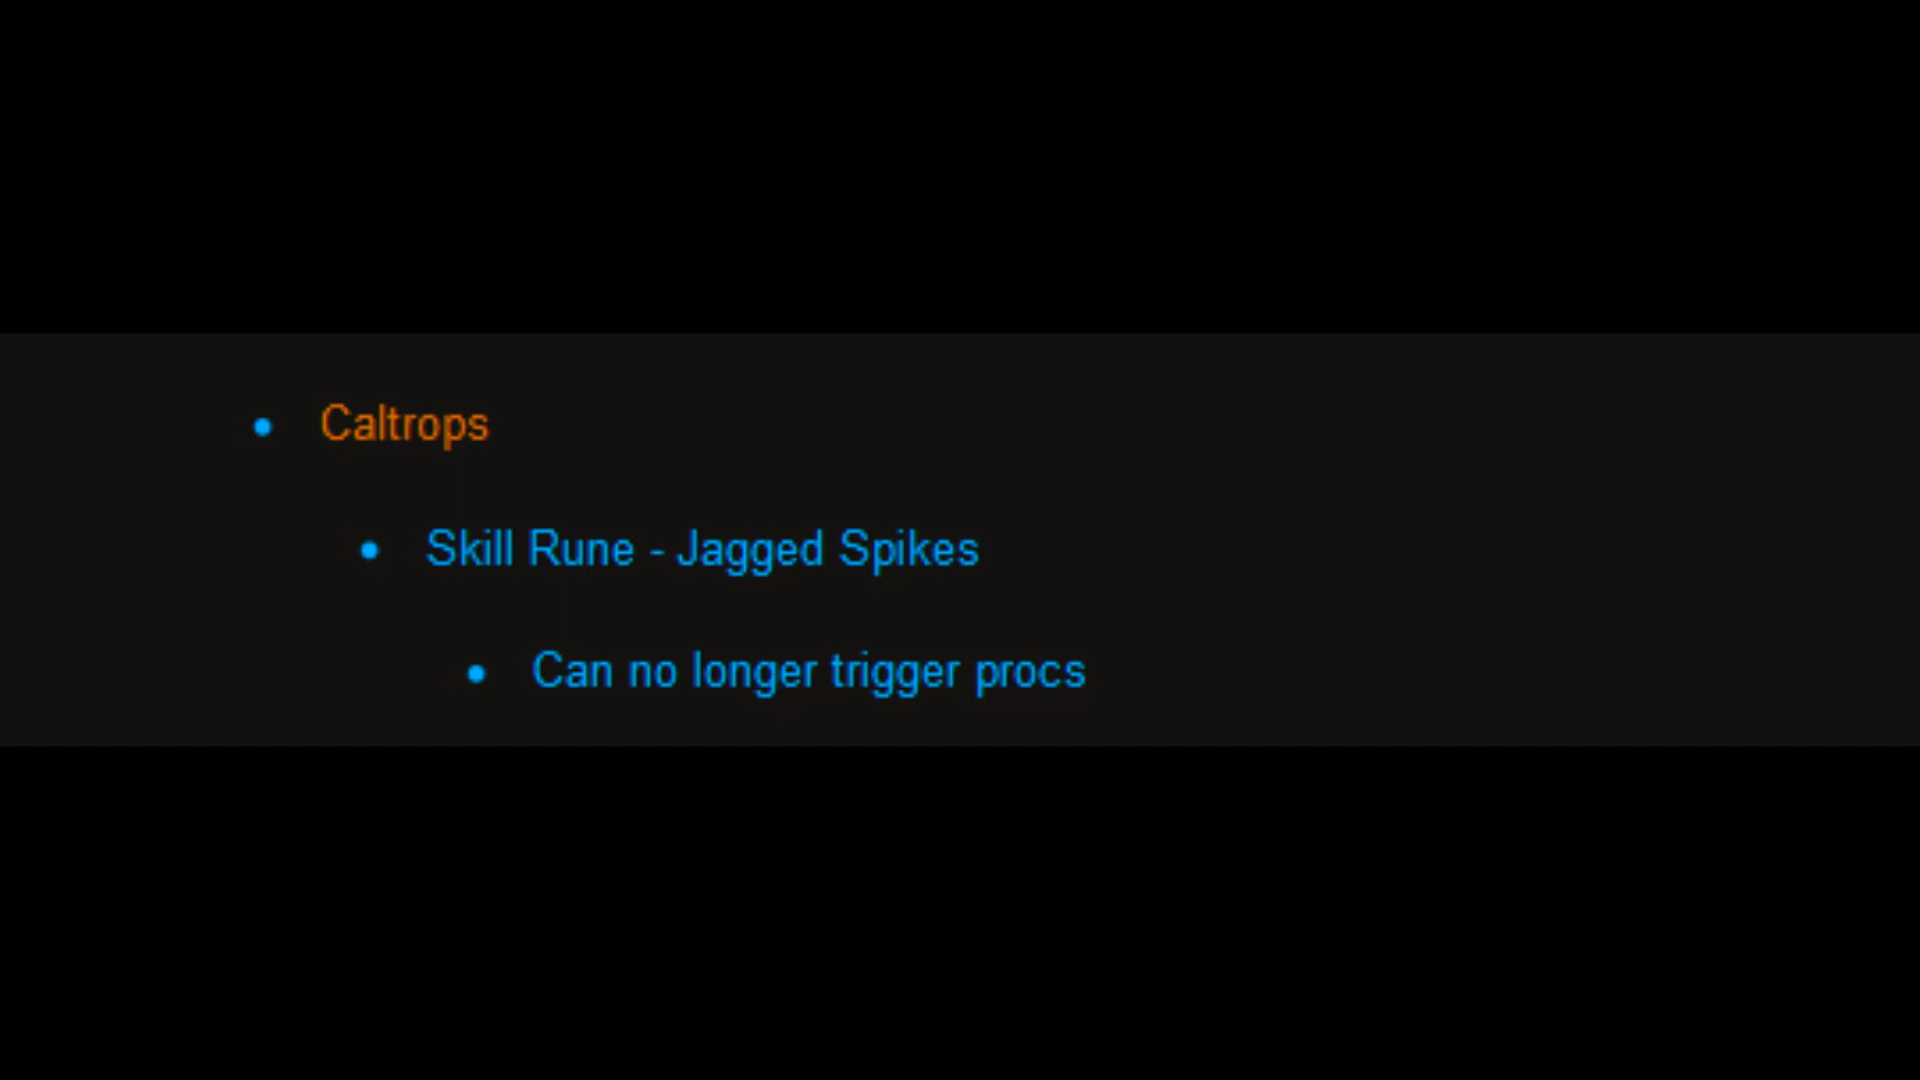 Caltrops
Skill Rune - Jagged Spikes
Can no longer trigger procs